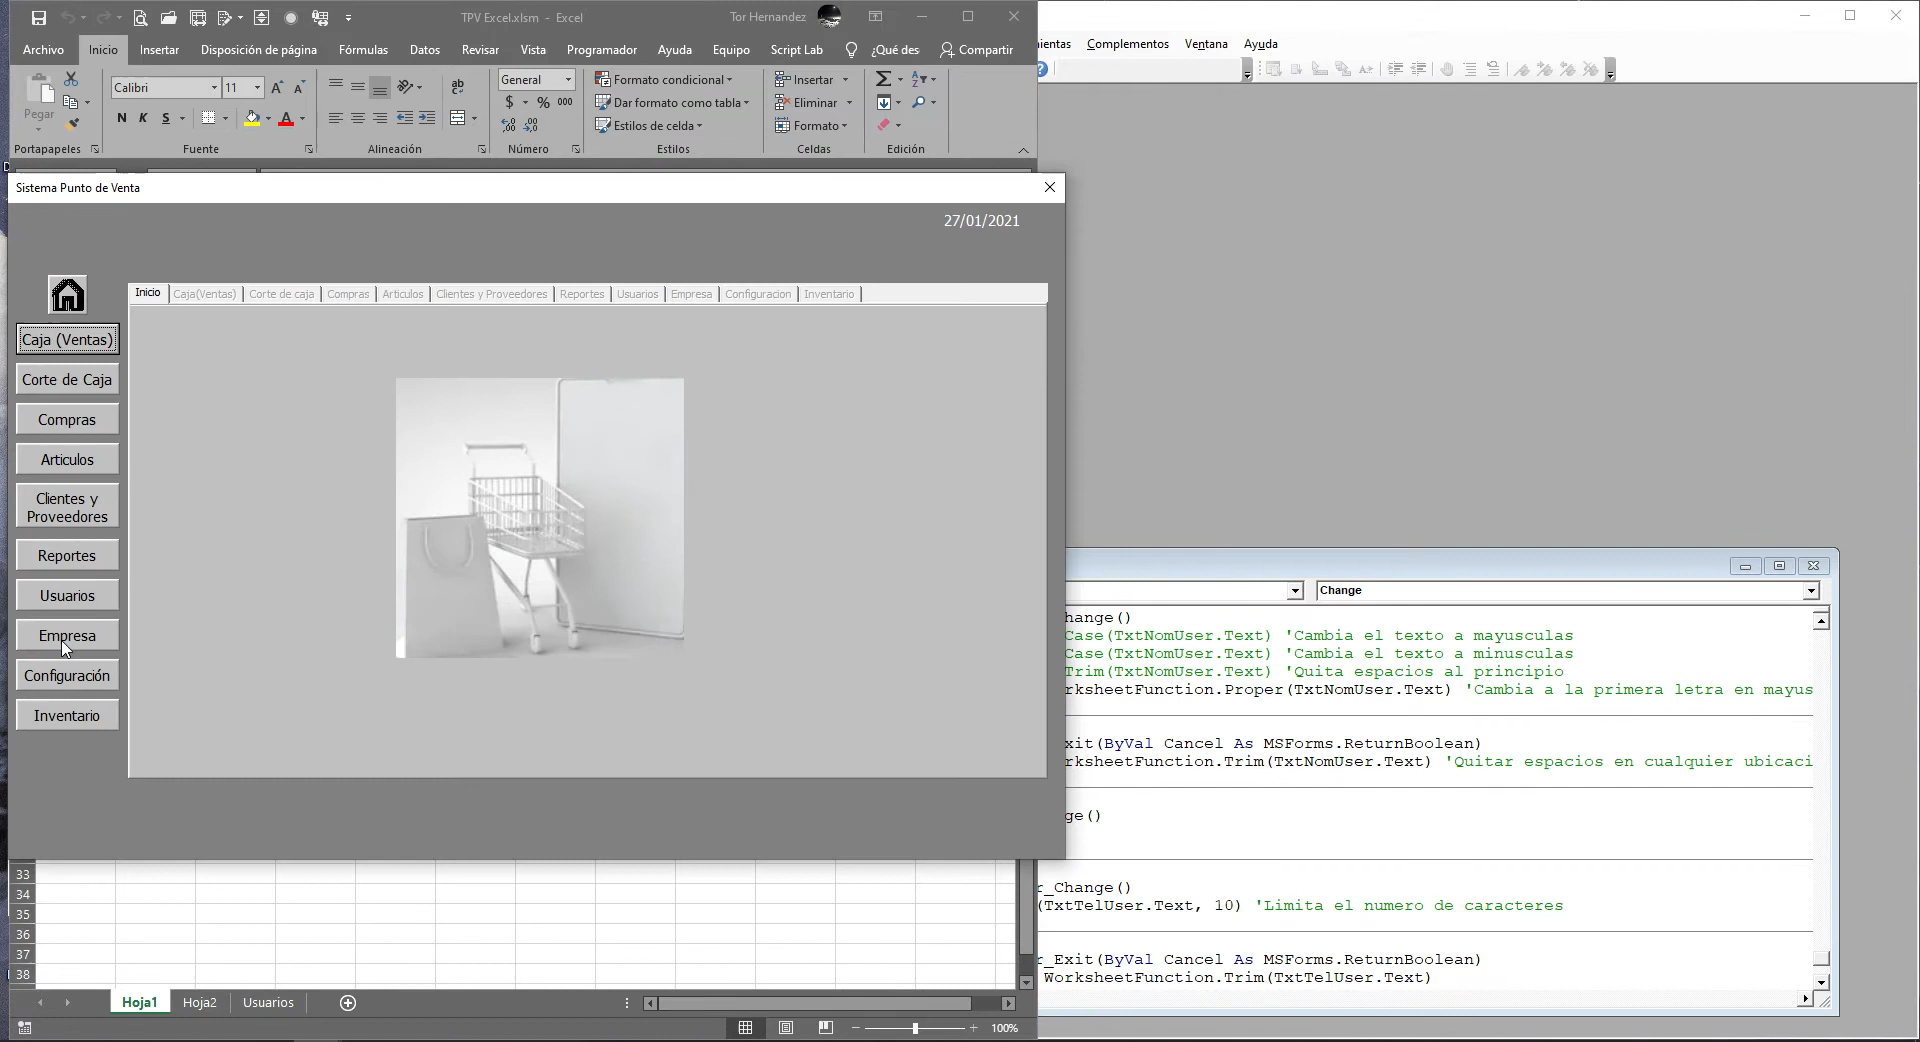 TPV Excel.xlsm - Excel
Tor Hernandez
Archivo Inicio Insertar Disposición de página Fórmulas Datos Revisar Vista Programador Ayuda Equipo Script Lab ¿Qué des Compartir
Complementos Ventana Ayuda
Calibri 11
General
Formato condicional
Insertar
Pegar
$ % 000
Dar formato como tabla
Eliminar
N K S
Estilos de celda
Formato
Portapapeles Fuente Alineación Número Estilos Celdas Edición
Sistema Punto de Venta
27/01/2021
Inicio Caja(Ventas) Corte de caja Compras Articulos Clientes y Proveedores Reportes Usuarios Empresa Configuracion Inventario
Caja (Ventas)
Corte de Caja
Compras
Articulos
Clientes y
Proveedores
Reportes
Usuarios
Empresa
Configuración
Inventario
Change
hange()
Case(TxtNomUser.Text) 'Cambia el texto a mayusculas
Case(TxtNomUser.Text) 'Cambia el texto a minusculas
Trim(TxtNomUser.Text) 'Quita espacios al principio
rksheetFunction.Proper(TxtNomUser.Text) 'Cambia a la primera letra en mayus
xit(ByVal Cancel As MSForms.ReturnBoolean)
rksheetFunction.Trim(TxtNomUser.Text) 'Quitar espacios en cualquier ubicaci
ge()
r_Change()
(TxtTelUser.Text, 10) 'Limita el numero de caracteres
r_Exit(ByVal Cancel As MSForms.ReturnBoolean)
WorksheetFunction.Trim(TxtTelUser.Text)
33
34
35
36
37
38
Hoja1 Hoja2 Usuarios
100%